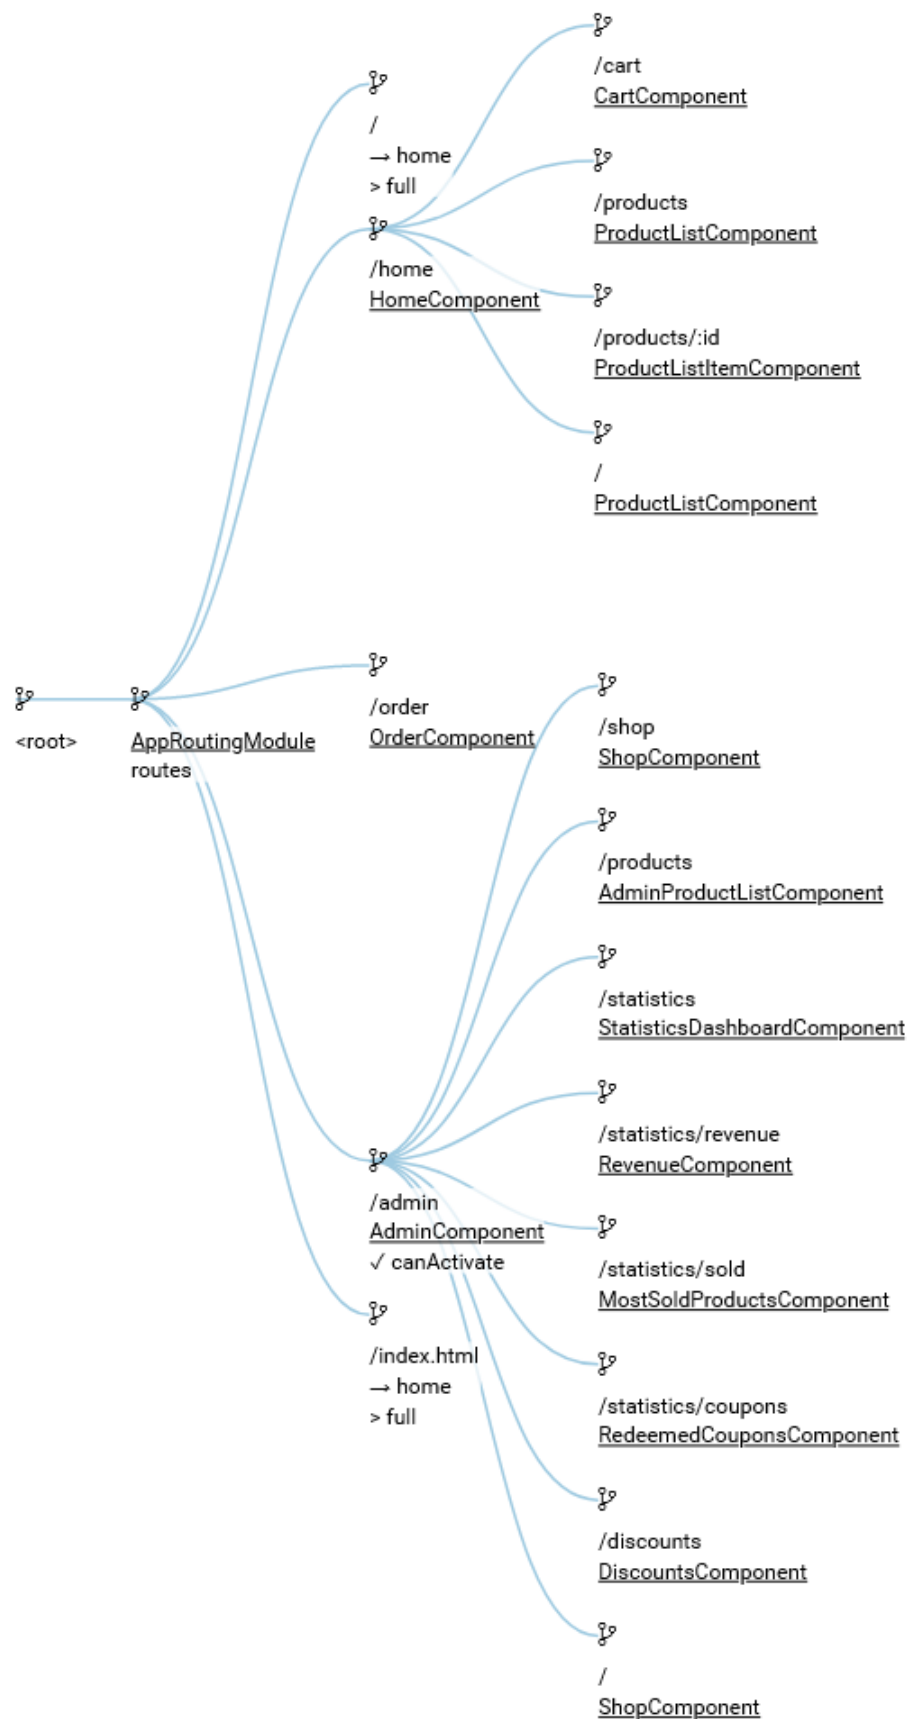 /cart
CartComponent
/
→ home
> full
/products
ProductListComponent
/home
HomeComponent
/products/:id
ProductListItemComponent
/
ProductListComponent
<root>
AppRoutingModule
routes
/order
OrderComponent
/shop
ShopComponent
/products
AdminProductListComponent
/statistics
StatisticsDashboardComponent
/statistics/revenue
RevenueComponent
/admin
AdminComponent
✓ canActivate
/statistics/sold
MostSoldProductsComponent
/index.html
→ home
> full
/statistics/coupons
RedeemedCouponsComponent
/discounts
DiscountsComponent
/
ShopComponent